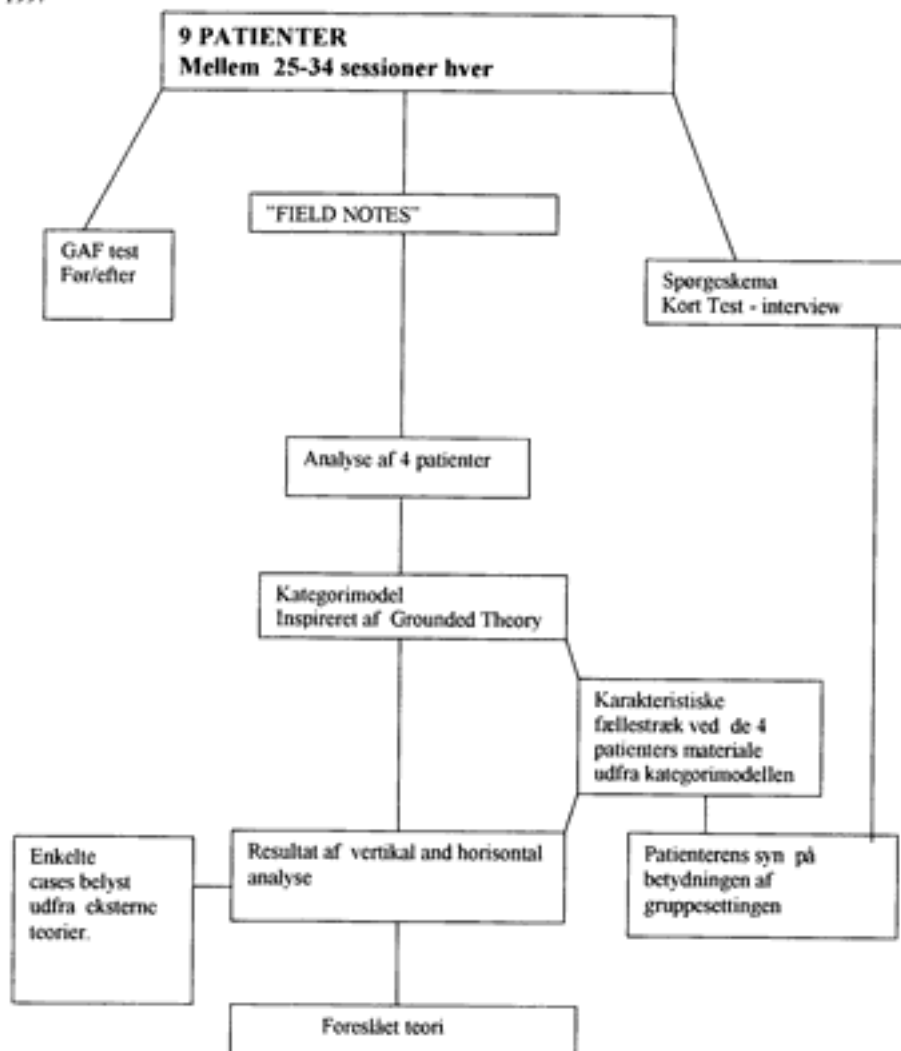 9 PATIENTER
Mellem 25-34 sessioner hver
"FIELD NOTES"
GAF test
Før/efter
Spørgeskema
Kort Test - interview
Analyse af 4 patienter
Kategorimodel
Inspireret af Grounded Theory
Karakteristiske
fællestræk ved de 4
patienters materiale
udfra kategorimodellen
Enkelte
cases belyst
udfra eksterne
teorier.
Resultat af vertikal and horisontal
analyse
Patienterens syn på
betydningen af
gruppesettingen
Foreslået teori